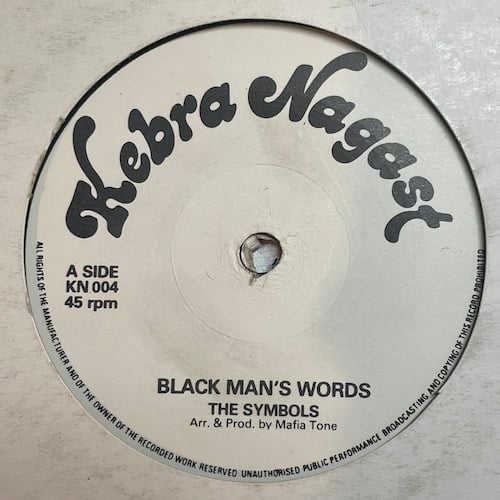 Kebra Nagast
A SIDE
KN 004
45 rpm
BLACK MAN'S WORDS
THE SYMBOLS
Arr. & Prod. by Mafia Tone
ALL RIGHTS OF THE MANUFACTURER AND OF THE OWNER OF THE RECORDED WORK RESERVED UNAUTHORISED PUBLIC PERFORMANCE BROADCASTING AND COPYING OF THIS RECORD PROHIBITED